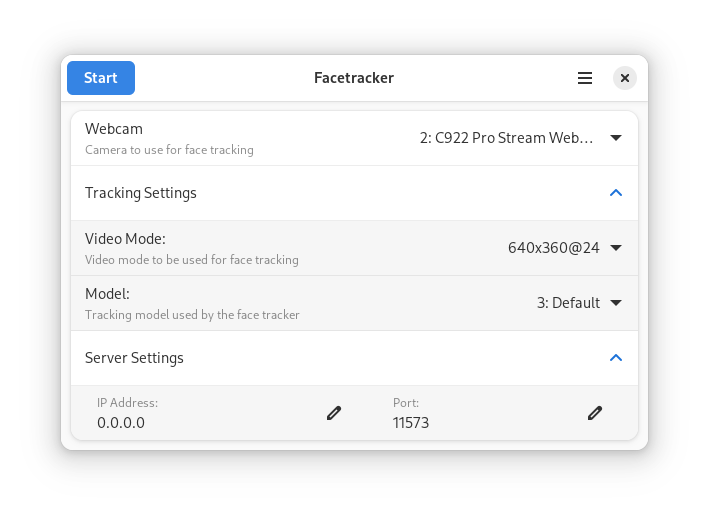 Start
Facetracker
Webcam
Camera to use for face tracking
2: C922 Pro Stream Web...
Tracking Settings
Video Mode:
Video mode to be used for face tracking
640x360@24
Model:
Tracking model used by the face tracker
3: Default
Server Settings
IP Address:
0.0.0.0
Port:
11573